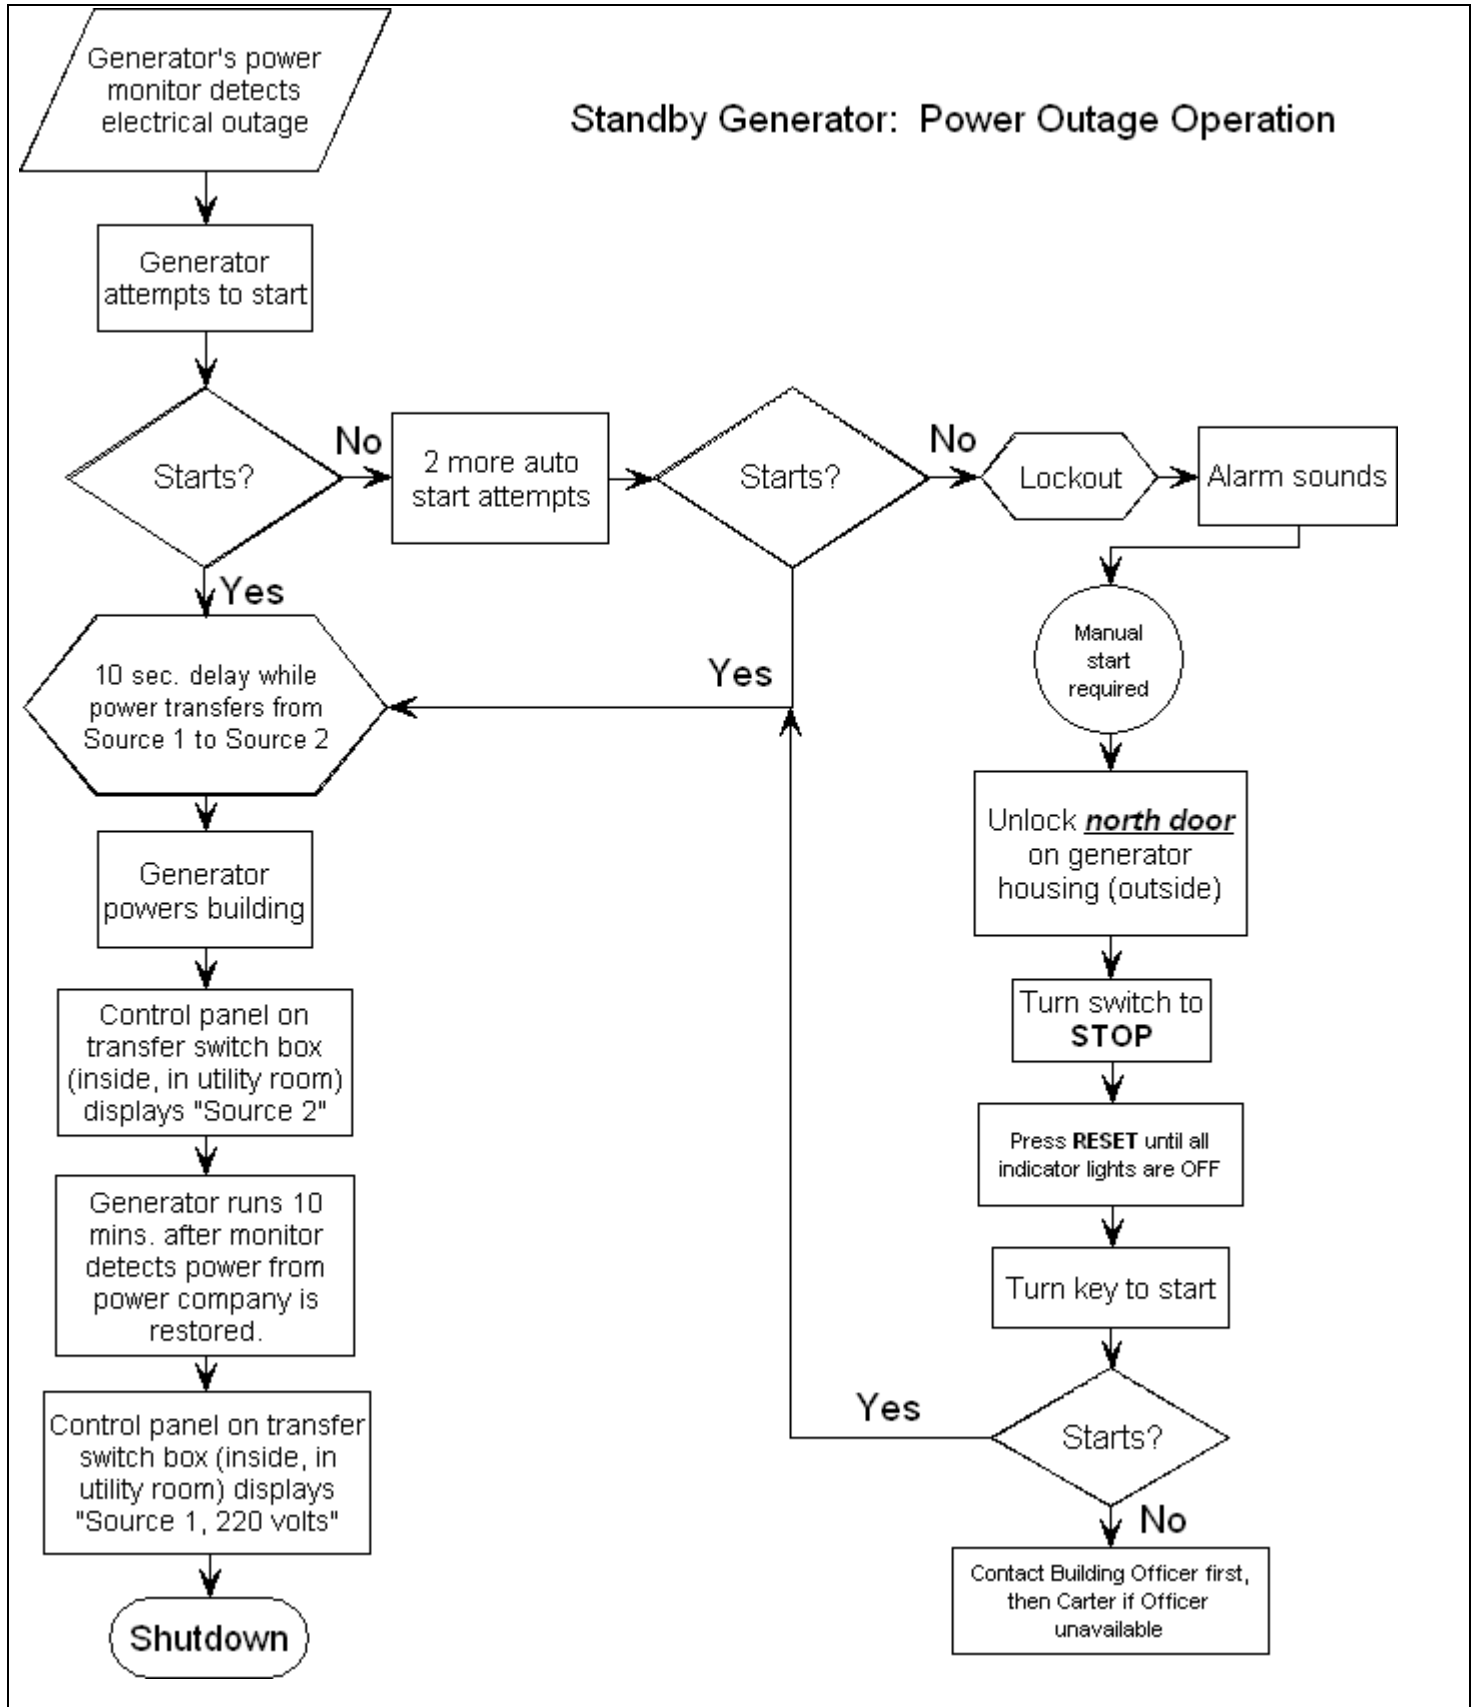 Generator's power
monitor detects
electrical outage
Standby Generator: Power Outage Operation
Generator
attempts to start
Starts?
No
2 more auto
start attempts
Starts?
No
Lockout
Alarm sounds
Yes
10 sec. delay while
power transfers from
Source 1 to Source 2
Yes
Manual
start
required
Generator
powers building
Unlock north door
on generator
housing (outside)
Control panel on
transfer switch box
(inside, in utility room)
displays "Source 2"
Turn switch to
STOP
Press RESET until all
indicator lights are OFF
Generator runs 10
mins. after monitor
detects power from
power company is
restored.
Turn key to start
Control panel on transfer
switch box (inside, in
utility room) displays
"Source 1, 220 volts"
Yes
Starts?
No
Contact Building Officer first,
then Carter if Officer
unavailable
Shutdown